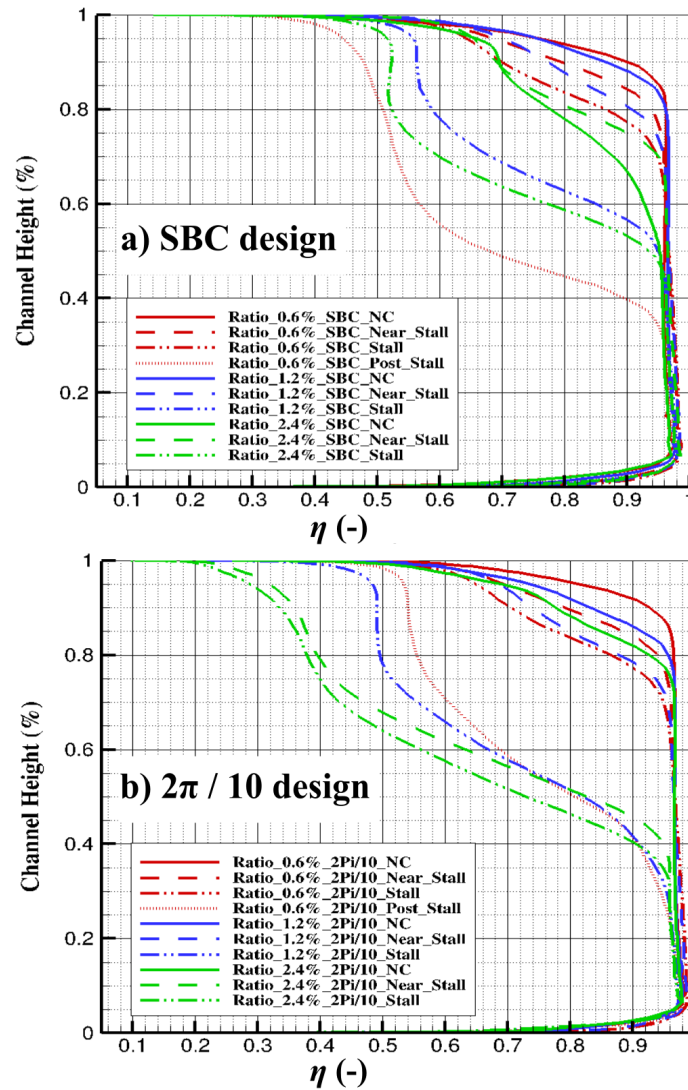 1
0.8
0.6
0.4
0.2
0
Channel Height (%)
a) SBC design
Ratio_0.6%_SBC_NC
Ratio_0.6%_SBC_Near_Stall
Ratio_0.6%_SBC_Stall
Ratio_0.6%_SBC_Post_Stall
Ratio_1.2%_SBC_NC
Ratio_1.2%_SBC_Near_Stall
Ratio_1.2%_SBC_Stall
Ratio_2.4%_SBC_NC
Ratio_2.4%_SBC_Near_Stall
Ratio_2.4%_SBC_Stall
0.1 0.2 0.3 0.4 0.5 0.6 0.7 0.8 0.9 1
η (-)
1
0.8
0.6
0.4
0.2
0
Channel Height (%)
b) 2π / 10 design
Ratio_0.6%_2Pi/10_NC
Ratio_0.6%_2Pi/10_Near_Stall
Ratio_0.6%_2Pi/10_Stall
Ratio_0.6%_2Pi/10_Post_Stall
Ratio_1.2%_2Pi/10_NC
Ratio_1.2%_2Pi/10_Near_Stall
Ratio_1.2%_2Pi/10_Stall
Ratio_2.4%_2Pi/10_NC
Ratio_2.4%_2Pi/10_Near_Stall
Ratio_2.4%_2Pi/10_Stall
0.1 0.2 0.3 0.4 0.5 0.6 0.7 0.8 0.9
η (-)